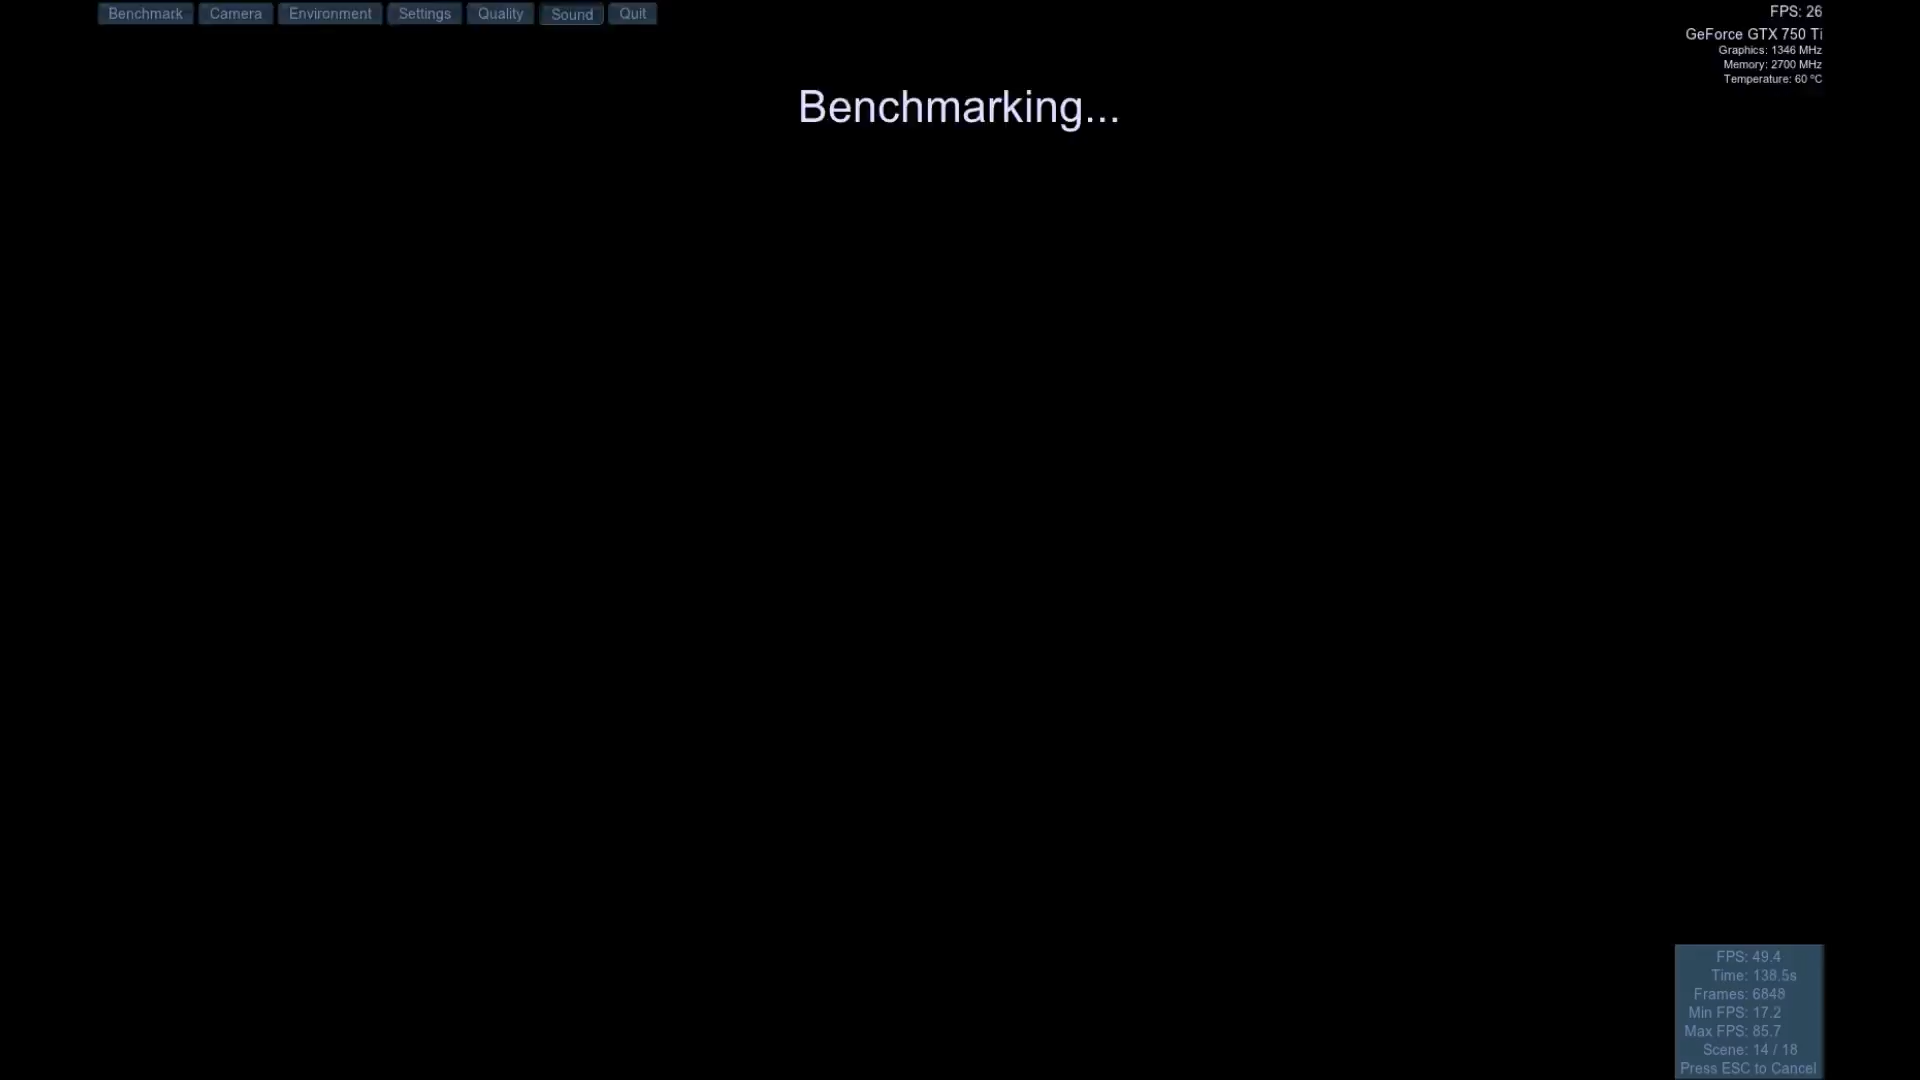 Benchmark Camera Environment Settings Quality Sound Quit
FPS: 26
GeForce GTX 750 Ti
Graphics: 1346 MHz
Memory: 2700 MHz
Temperature: 60 °C
Benchmarking...
FPS: 49.4
Time: 138.5s
Frames: 6848
Min FPS: 17.2
Max FPS: 85.7
Scene: 14 / 18
Press ESC to Cancel